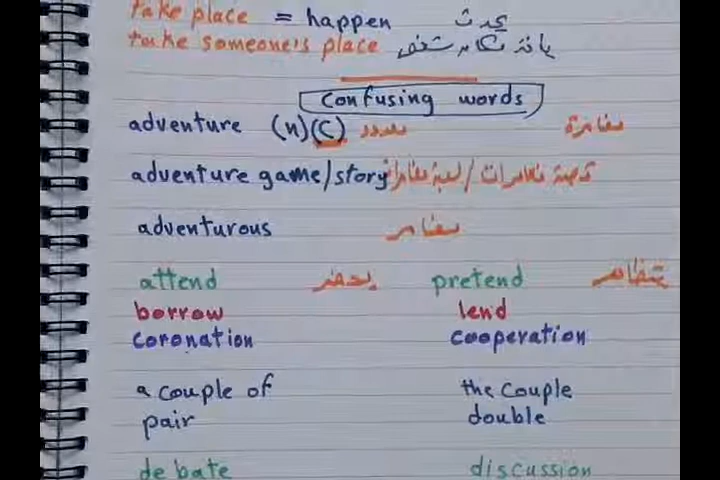 take place = happen يحدث
take someone's place يأخذ مكان شخص
Confusing words
adventure (n)(C) معدود مغامرة
adventure game/story قصة مغامرات / لعبة مغامرات
adventurous مغامر
attend يحضر pretend يتظاهر
borrow lend
coronation cooperation
a couple of the couple
pair double
debate discussion